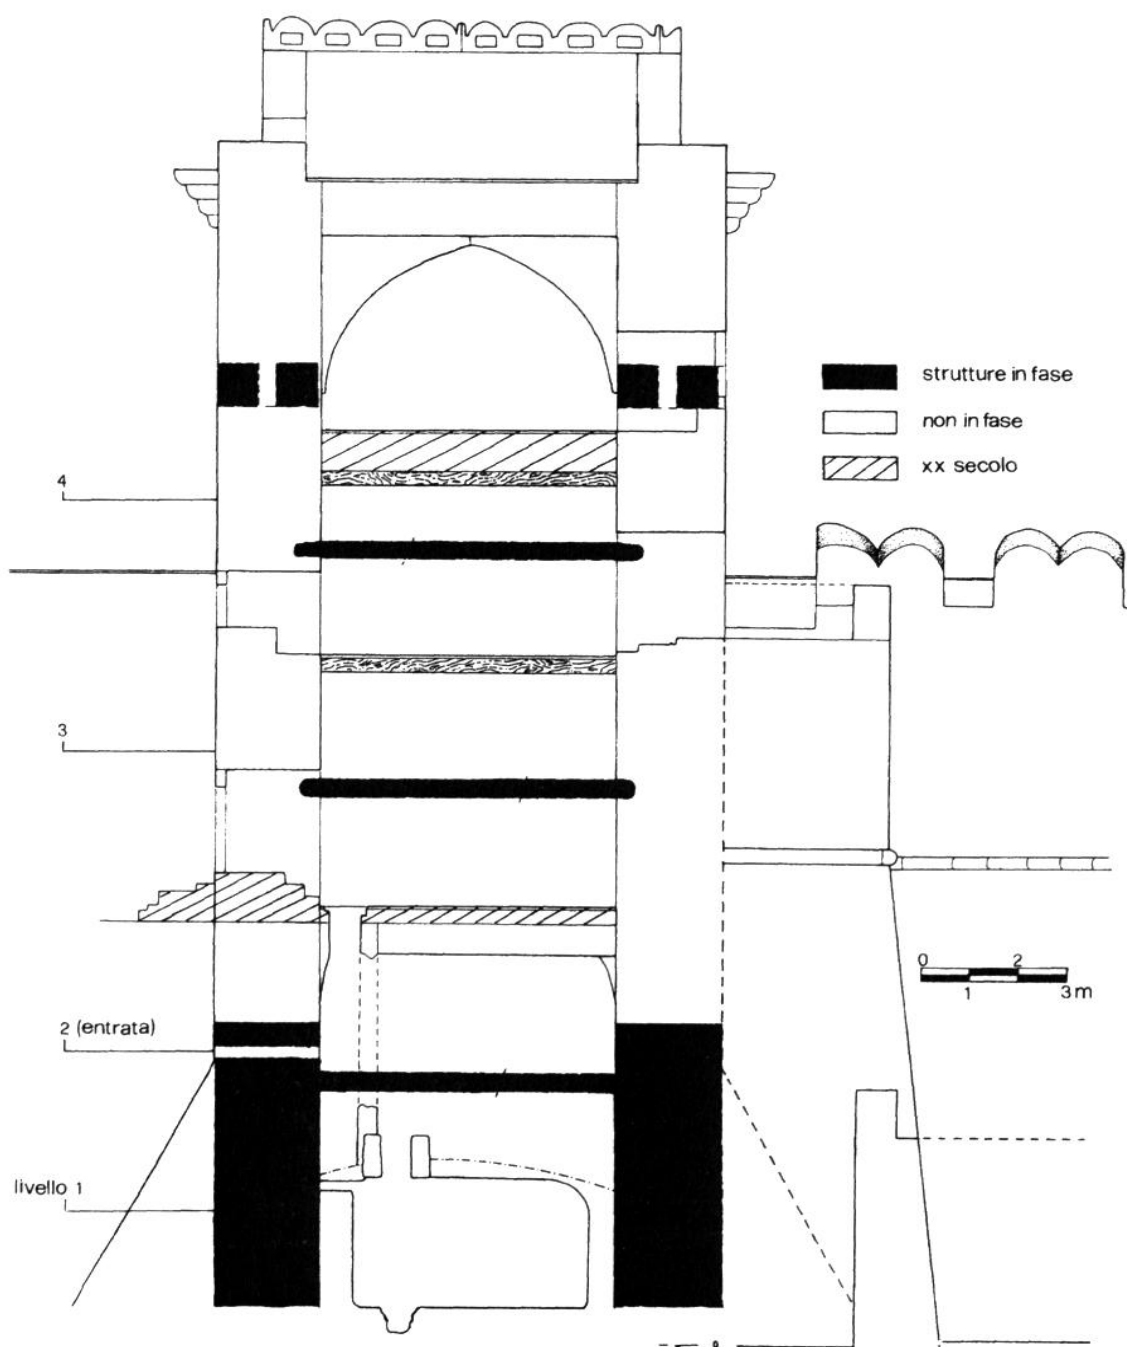 strutture in fase
non in fase
xx secolo
4
3
0 2
1 3 m
2 (entrata)
livello 1